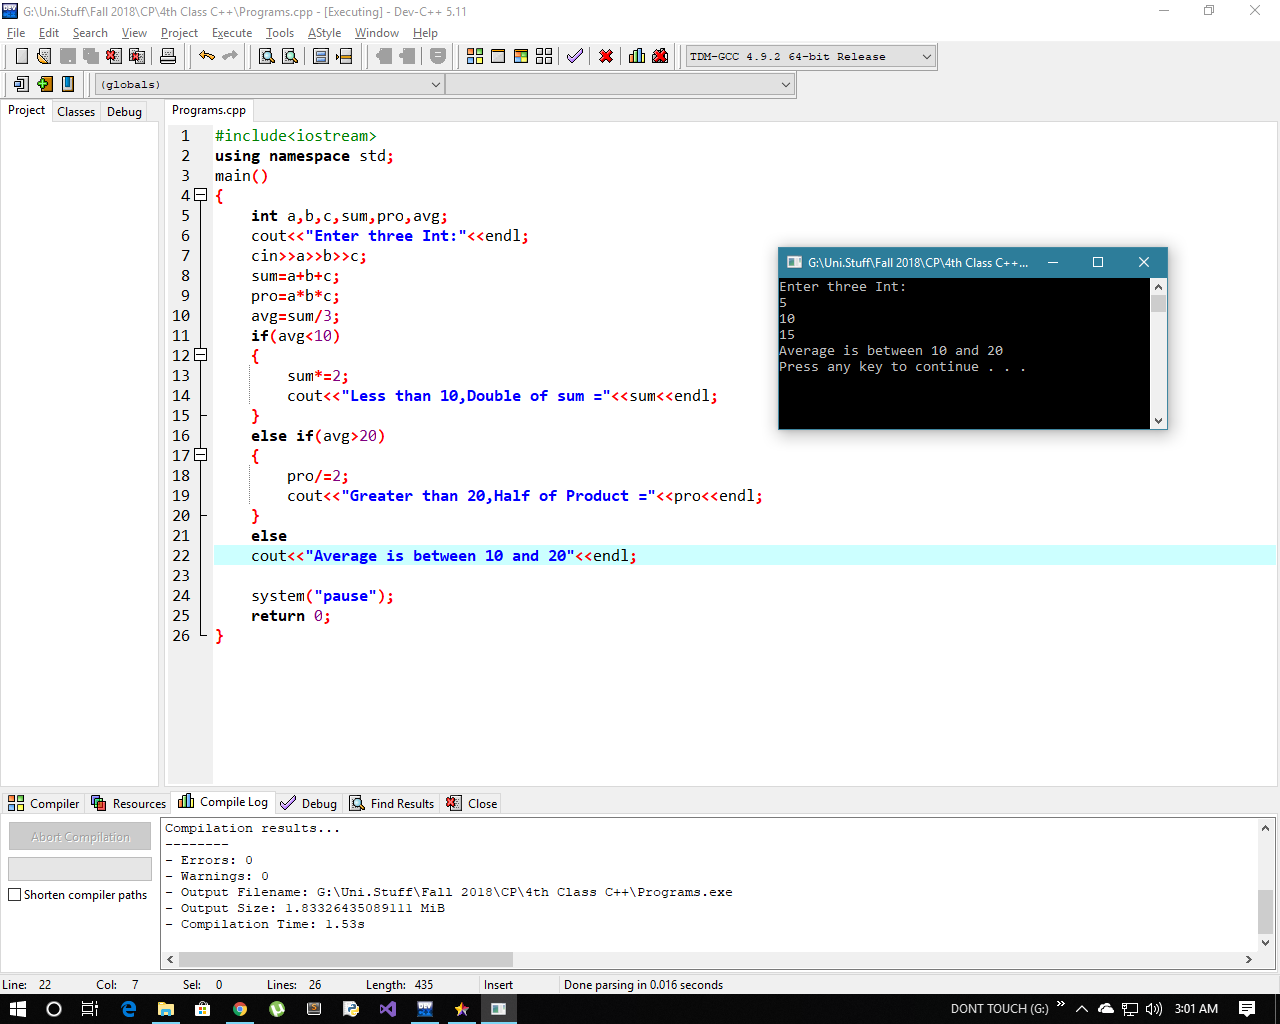 G:\Uni.Stuff\Fall 2018\CP\4th Class C++\Programs.cpp - [Executing] - Dev-C++ 5.11
File Edit Search View Project Execute Tools AStyle Window Help
TDM-GCC 4.9.2 64-bit Release
(globals)
Project Classes Debug
Programs.cpp
1 #include<iostream>
2 using namespace std;
3 main()
4 {
5 int a,b,c,sum,pro,avg;
6 cout<<"Enter three Int:"<<endl;
7 cin>>a>>b>>c;
8 sum=a+b+c;
9 pro=a*b*c;
10 avg=sum/3;
11 if(avg<10)
12 {
13 sum*=2;
14 cout<<"Less than 10,Double of sum ="<<sum<<endl;
15 }
16 else if(avg>20)
17 {
18 pro/=2;
19 cout<<"Greater than 20,Half of Product ="<<pro<<endl;
20 }
21 else
22 cout<<"Average is between 10 and 20"<<endl;
23
24 system("pause");
25 return 0;
26 }
G:\Uni.Stuff\Fall 2018\CP\4th Class C++...
Enter three Int:
5
10
15
Average is between 10 and 20
Press any key to continue . . .
Compiler Resources Compile Log Debug Find Results Close
Abort Compilation
Shorten compiler paths
Compilation results...
--------
- Errors: 0
- Warnings: 0
- Output Filename: G:\Uni.Stuff\Fall 2018\CP\4th Class C++\Programs.exe
- Output Size: 1.83326435089111 MiB
- Compilation Time: 1.53s
Line: 22 Col: 7 Sel: 0 Lines: 26 Length: 435 Insert Done parsing in 0.016 seconds
DONT TOUCH (G:) 3:01 AM